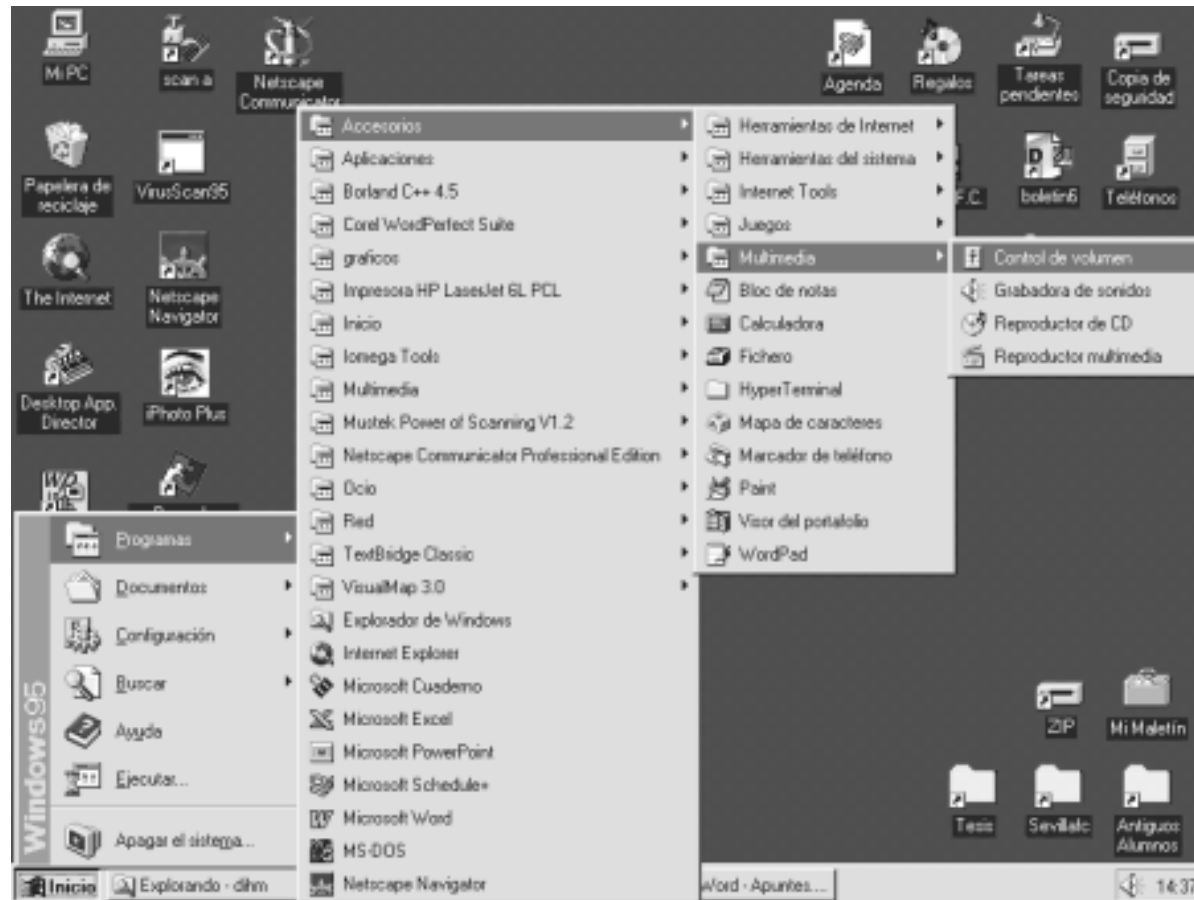 Mi PC
scan a
Netscape
Communicator
Agenda
Regalos
Tareas
pendientes
Copia de
seguridad
Papelera de
reciclaje
VirusScan95
F.C.
boletin6
Teléfonos
The Internet
Netscape
Navigator
Desktop App.
Director
iPhoto Plus
Accesorios
Aplicaciones
Borland C++ 4.5
Corel WordPerfect Suite
graficos
Impresora HP LaserJet 6L PCL
Inicio
Iomega Tools
Multimedia
Mustek Power of Scanning V1.2
Netscape Communicator Professional Edition
Ocio
Red
TextBridge Classic
VisualMap 3.0
Explorador de Windows
Internet Explorer
Microsoft Cuaderno
Microsoft Excel
Microsoft PowerPoint
Microsoft Schedule+
Microsoft Word
MS-DOS
Netscape Navigator
Herramientas de Internet
Herramientas del sistema
Internet Tools
Juegos
Multimedia
Bloc de notas
Calculadora
Fichero
HyperTerminal
Mapa de caracteres
Marcador de teléfono
Paint
Visor del portafolio
WordPad
Control de volumen
Grabadora de sonidos
Reproductor de CD
Reproductor multimedia
Programas
Documentos
Configuración
Buscar
Ayuda
Ejecutar...
Apagar el sistema...
Windows95
ZIP
Mi Maletín
Tesis
Sevillafc
Antiguos
Alumnos
Inicio
Explorando - dihm
Word - Apuntes....
14:37